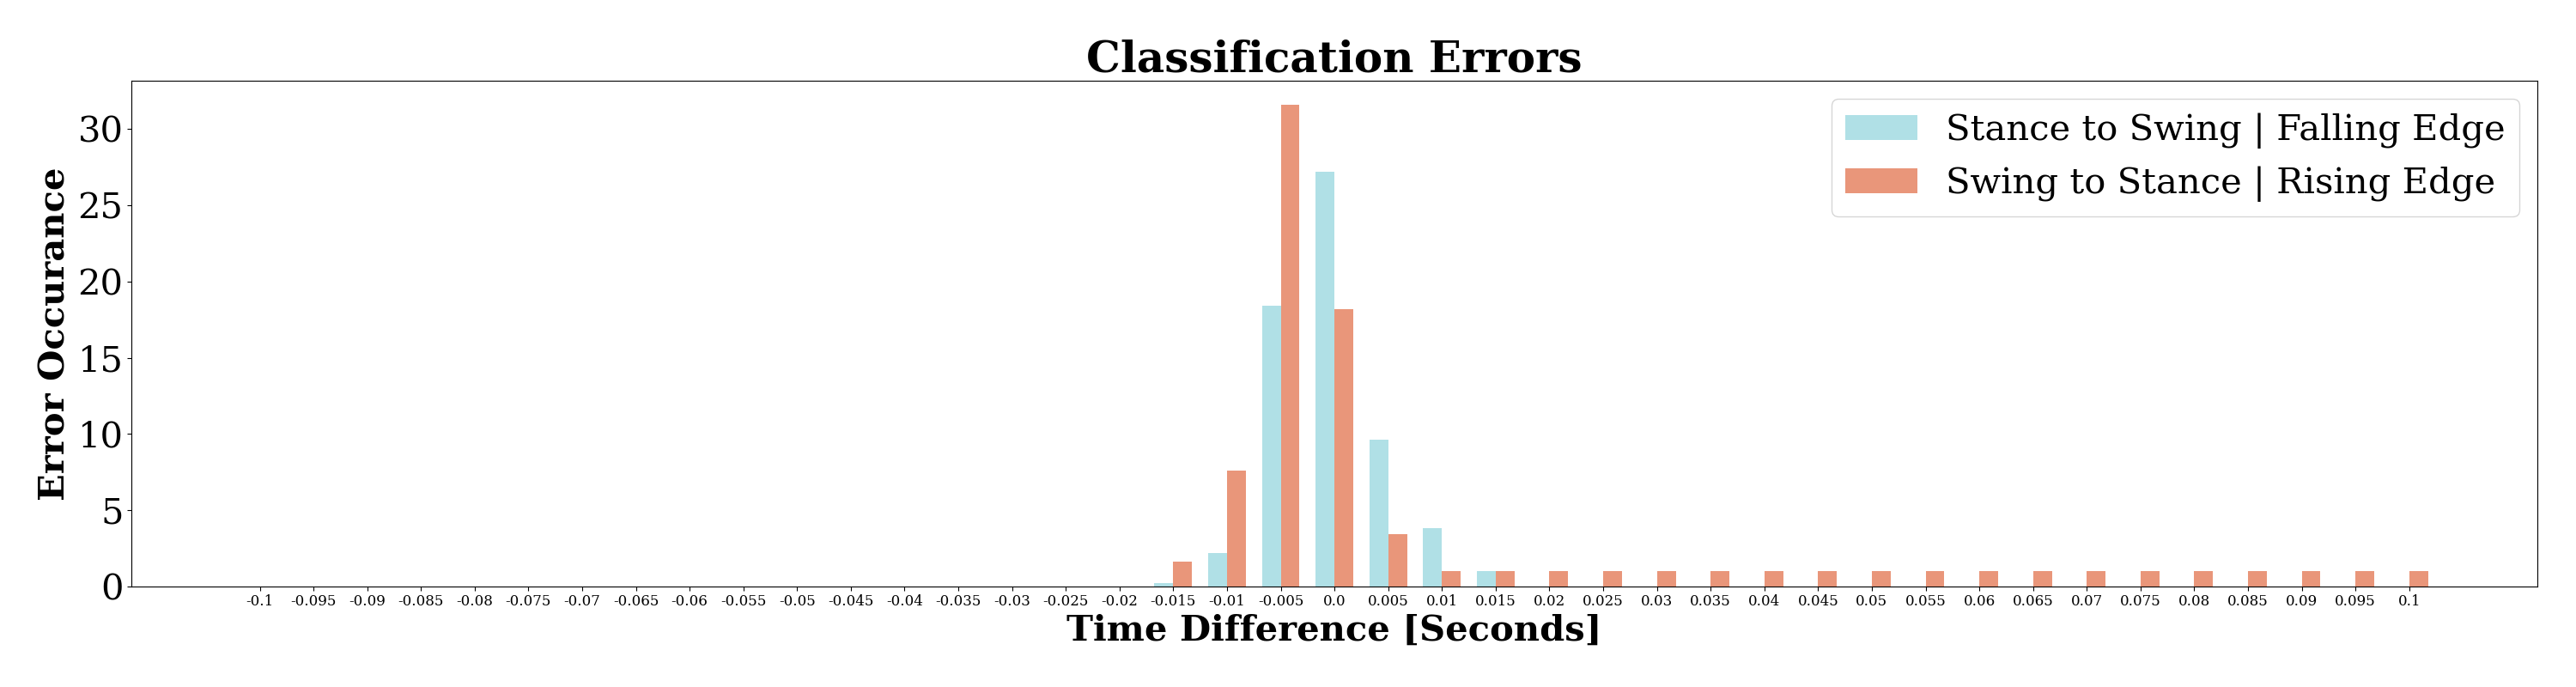 Classification Errors
Stance to Swing | Falling Edge
Swing to Stance | Rising Edge
Error Occurance
30
25
20
15
10
5
0
-0.1 -0.095 -0.09 -0.085 -0.08 -0.075 -0.07 -0.065 -0.06 -0.055 -0.05 -0.045 -0.04 -0.035 -0.03 -0.025 -0.02 -0.015 -0.01 -0.005 0.0 0.005 0.01 0.015 0.02 0.025 0.03 0.035 0.04 0.045 0.05 0.055 0.06 0.065 0.07 0.075 0.08 0.085 0.09 0.095 0.1
Time Difference [Seconds]